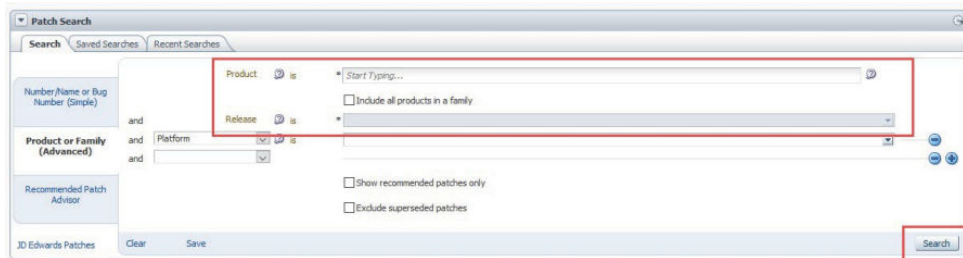 Patch Search
Search Saved Searches Recent Searches
Product is * Start Typing...
Number/Name or Bug Number (Simple)
Include all products in a family
and Release is *
Product or Family (Advanced)
and Platform is
and
Show recommended patches only
Recommended Patch Advisor
Exclude superseded patches
JD Edwards Patches Clear Save Search